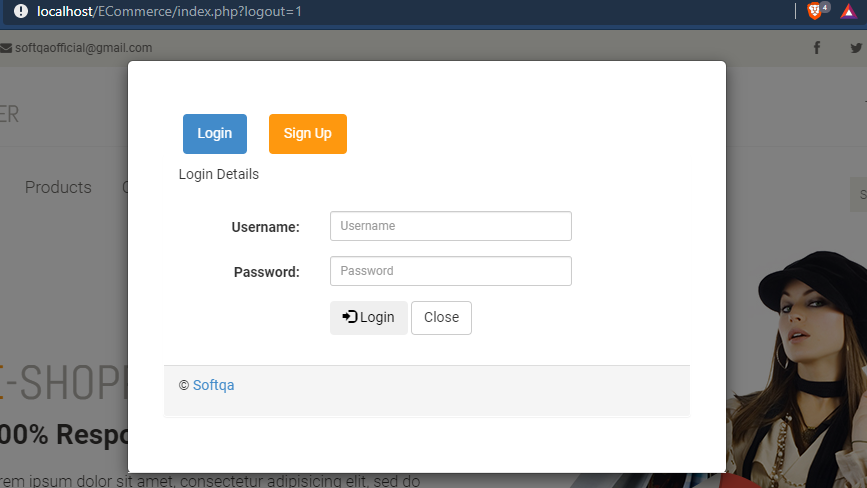 localhost/ECommerce/index.php?logout=1
4
softqaofficial@gmail.com
ER
Login
Sign Up
Login Details
Products
Username:
Username
Password:
Password
Login
Close
E-SHOPP
© Softqa
00% Respo
rem ipsum dolor sit amet, consectetur adipisicing elit, sed do